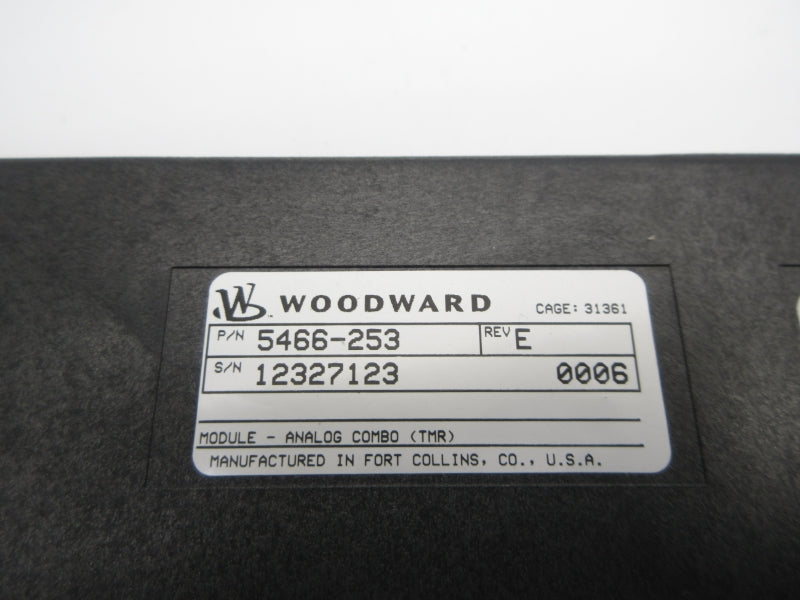 W WOODWARD CAGE: 31361
P/N 5466-253 REV E
S/N 12327123 0006
MODULE - ANALOG COMBO (TMR)
MANUFACTURED IN FORT COLLINS, CO., U.S.A.